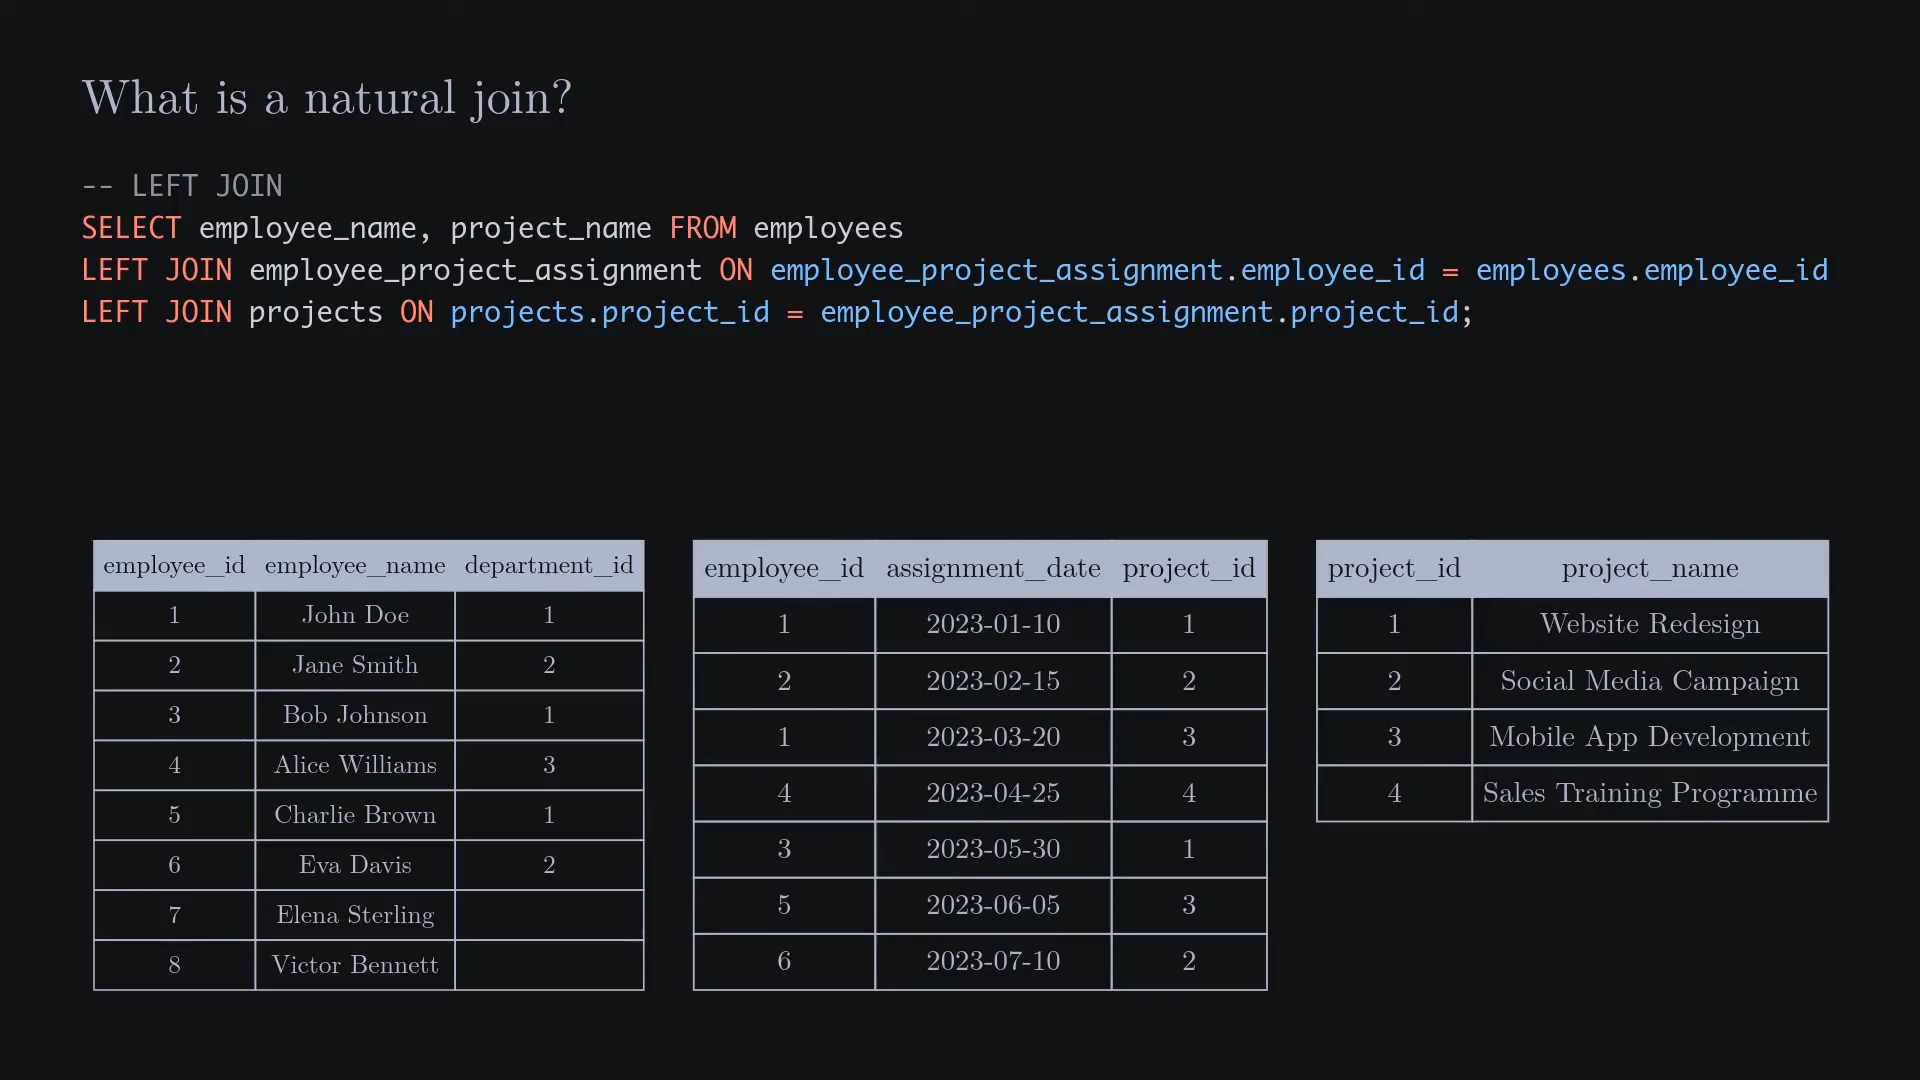 What is a natural join?
-- LEFT JOIN
SELECT employee_name, project_name FROM employees
LEFT JOIN employee_project_assignment ON employee_project_assignment.employee_id = employees.employee_id
LEFT JOIN projects ON projects.project_id = employee_project_assignment.project_id;
employee_id employee_name department_id
1 John Doe 1
2 Jane Smith 2
3 Bob Johnson 1
4 Alice Williams 3
5 Charlie Brown 1
6 Eva Davis 2
7 Elena Sterling
8 Victor Bennett
employee_id assignment_date project_id
1 2023-01-10 1
2 2023-02-15 2
1 2023-03-20 3
4 2023-04-25 4
3 2023-05-30 1
5 2023-06-05 3
6 2023-07-10 2
project_id project_name
1 Website Redesign
2 Social Media Campaign
3 Mobile App Development
4 Sales Training Programme